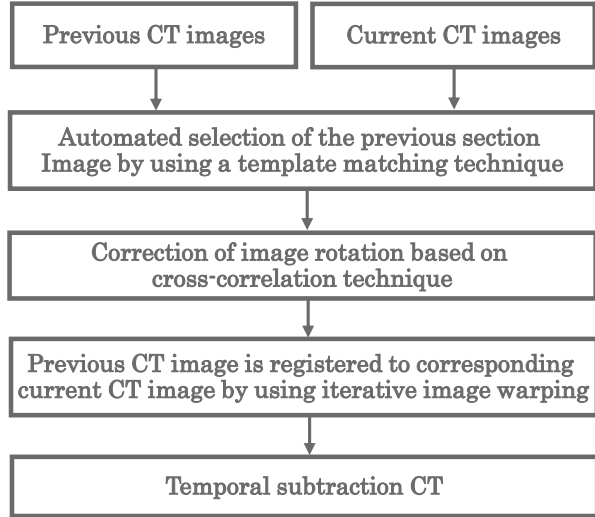 Previous CT images
Current CT images
Automated selection of the previous section
Image by using a template matching technique
Correction of image rotation based on
cross-correlation technique
Previous CT image is registered to corresponding
current CT image by using iterative image warping
Temporal subtraction CT